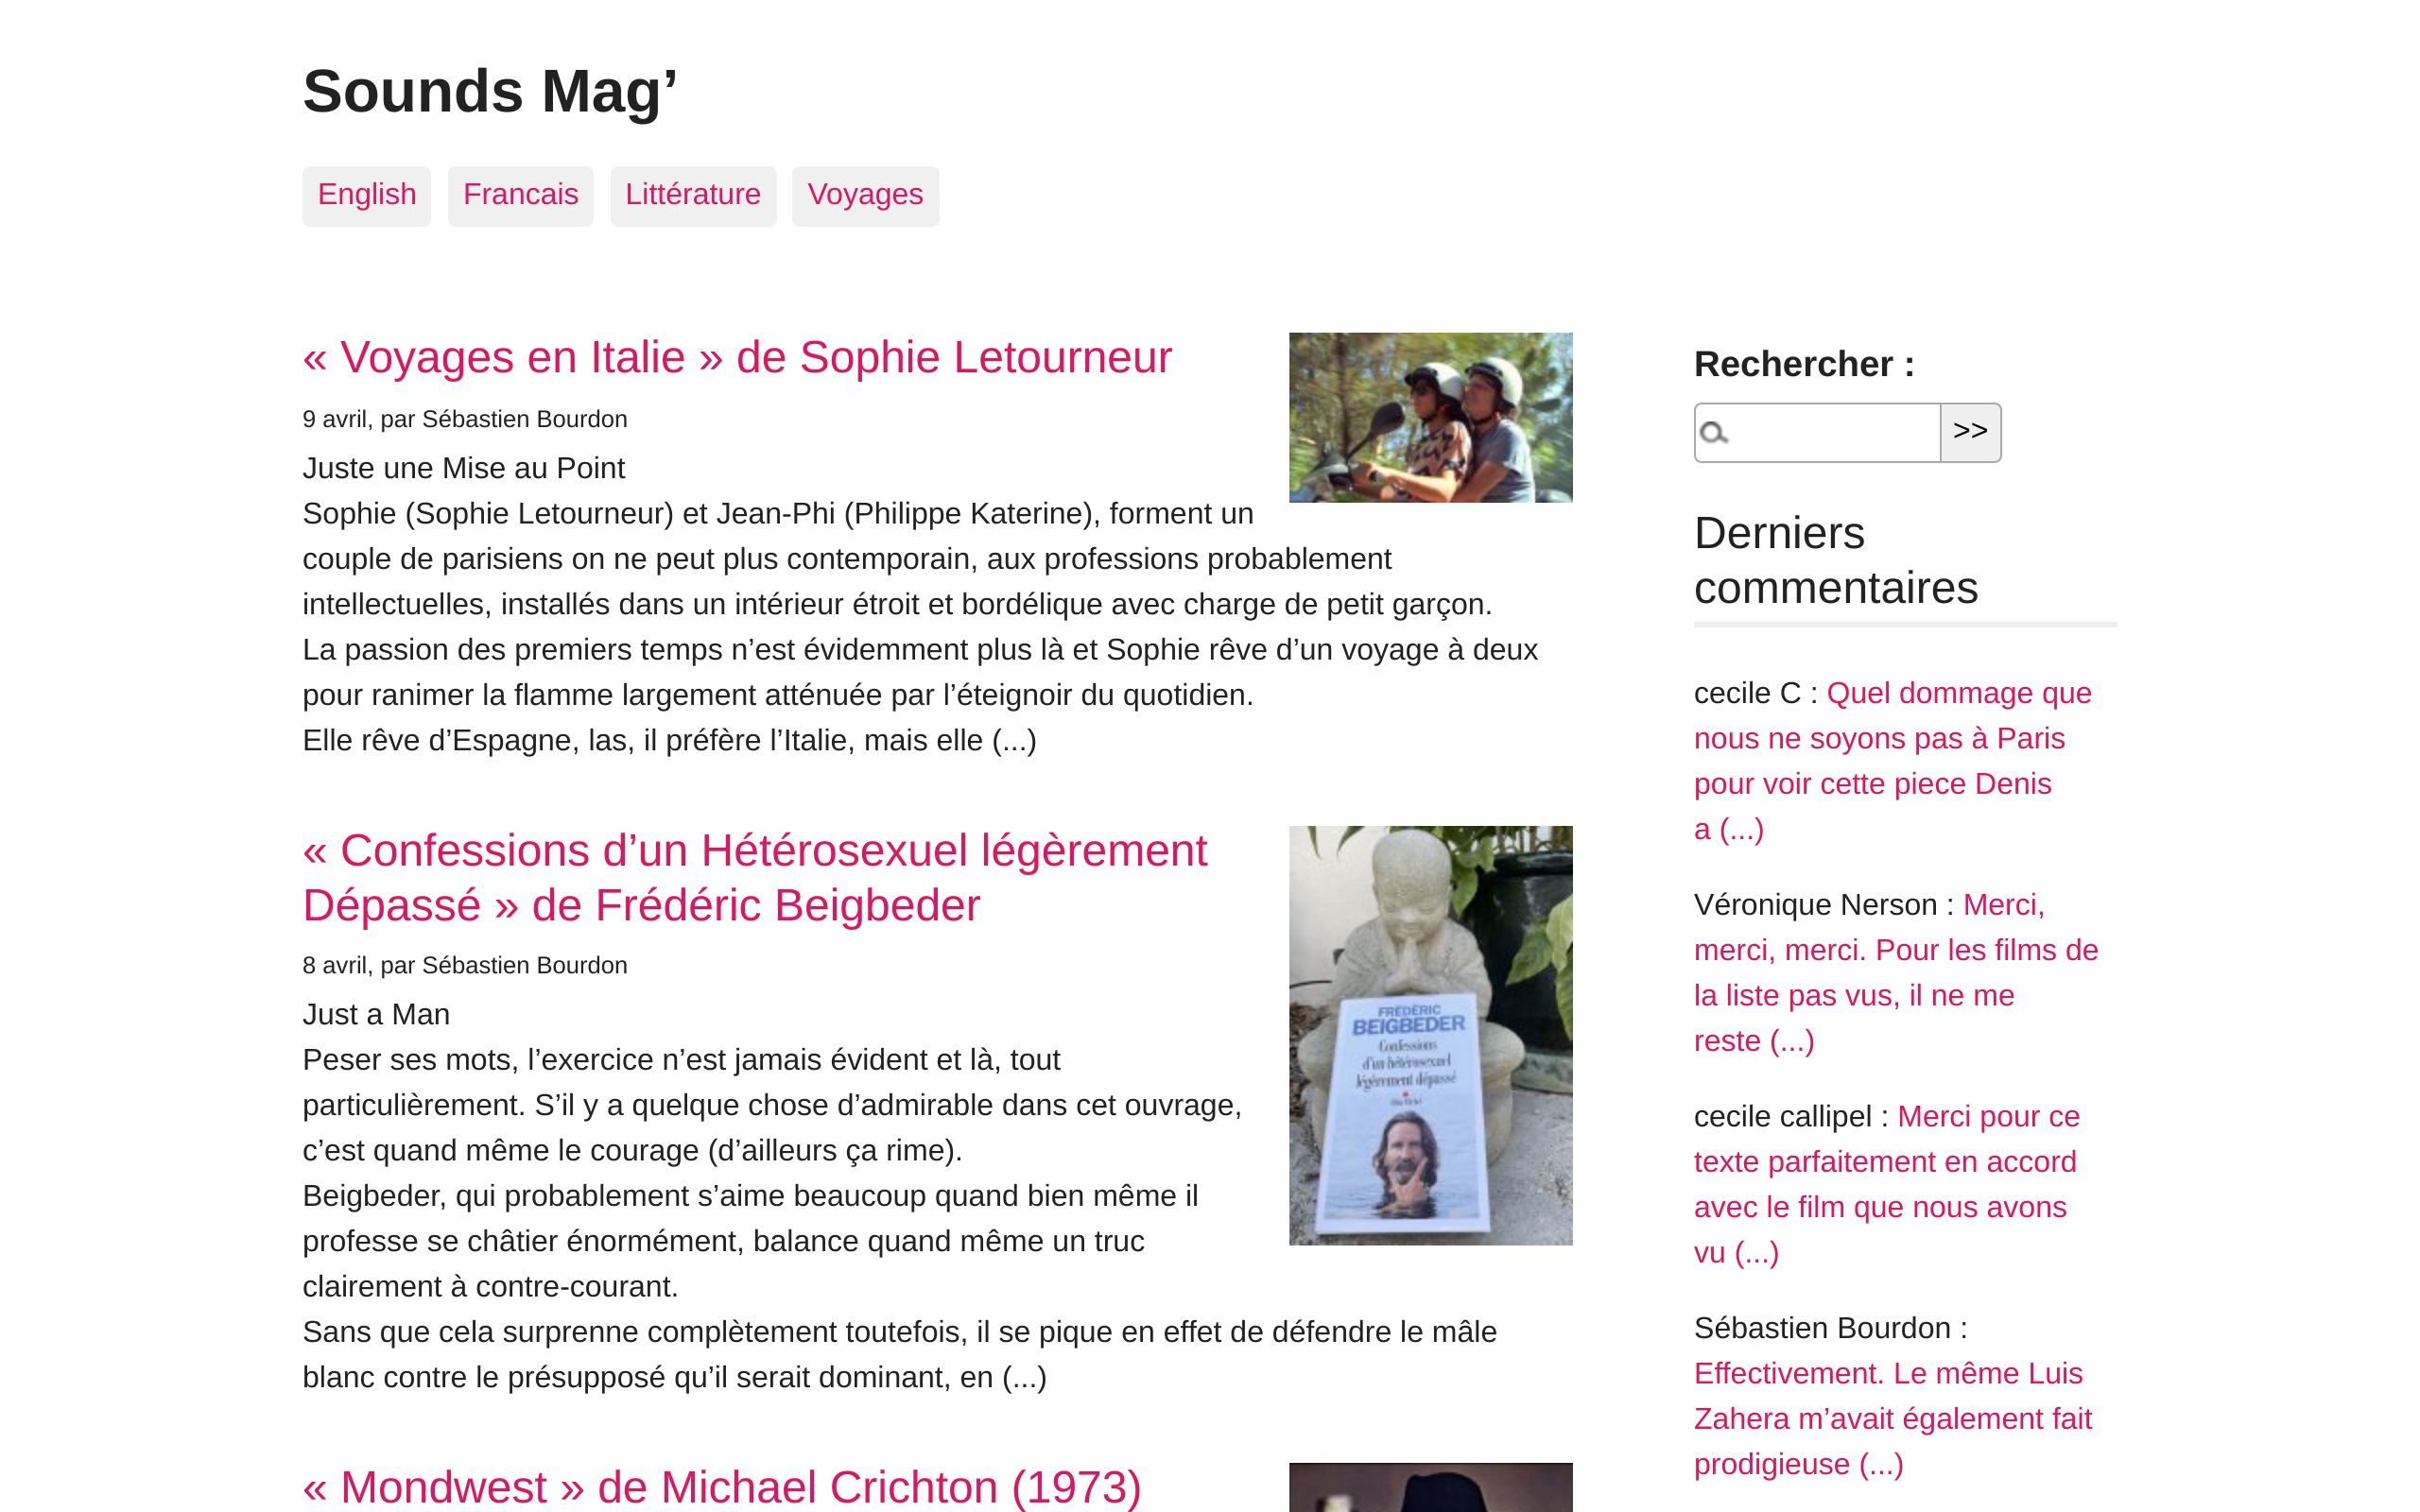 Sounds Mag’
English
Francais
Littérature
Voyages
« Voyages en Italie » de Sophie Letourneur
9 avril, par Sébastien Bourdon
Juste une Mise au Point
Sophie (Sophie Letourneur) et Jean-Phi (Philippe Katerine), forment un
couple de parisiens on ne peut plus contemporain, aux professions probablement
intellectuelles, installés dans un intérieur étroit et bordélique avec charge de petit garçon.
La passion des premiers temps n’est évidemment plus là et Sophie rêve d’un voyage à deux
pour ranimer la flamme largement atténuée par l’éteignoir du quotidien.
Elle rêve d’Espagne, las, il préfère l’Italie, mais elle (...)
« Confessions d’un Hétérosexuel légèrement
Dépassé » de Frédéric Beigbeder
8 avril, par Sébastien Bourdon
Just a Man
Peser ses mots, l’exercice n’est jamais évident et là, tout
particulièrement. S’il y a quelque chose d’admirable dans cet ouvrage,
c’est quand même le courage (d’ailleurs ça rime).
Beigbeder, qui probablement s’aime beaucoup quand bien même il
professe se châtier énormément, balance quand même un truc
clairement à contre-courant.
Sans que cela surprenne complètement toutefois, il se pique en effet de défendre le mâle
blanc contre le présupposé qu’il serait dominant, en (...)
FRÉDÉRIC
BEIGBEDER
Confessions
d'un hétérosexuel
légèrement dépassé
« Mondwest » de Michael Crichton (1973)
Rechercher :
>>
Derniers
commentaires
cecile C : Quel dommage que
nous ne soyons pas à Paris
pour voir cette piece Denis
a (...)
Véronique Nerson : Merci,
merci, merci. Pour les films de
la liste pas vus, il ne me
reste (...)
cecile callipel : Merci pour ce
texte parfaitement en accord
avec le film que nous avons
vu (...)
Sébastien Bourdon :
Effectivement. Le même Luis
Zahera m’avait également fait
prodigieuse (...)